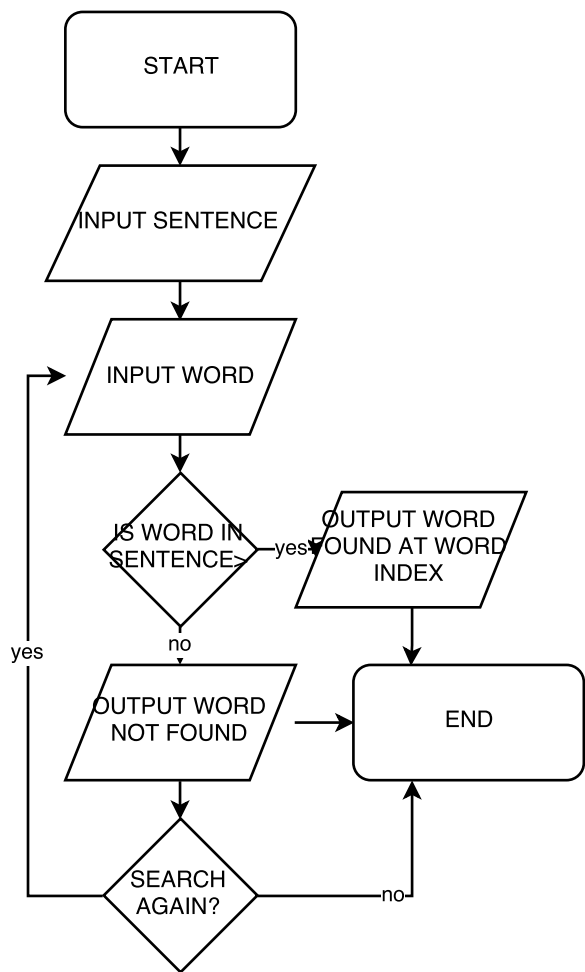 START
INPUT SENTENCE
INPUT WORD
IS WORD IN
SENTENCE>
yes
OUTPUT WORD
FOUND AT WORD
INDEX
no
yes
OUTPUT WORD
NOT FOUND
END
SEARCH
AGAIN?
no